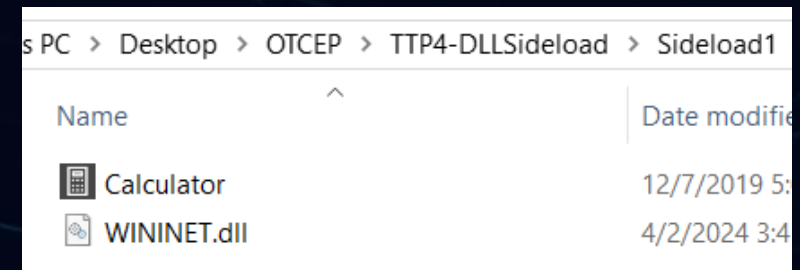 s PC > Desktop > OTCEP > TTP4-DLLSideload > Sideload1
Name Date modifie
Calculator 12/7/2019 5:
WININET.dll 4/2/2024 3:4